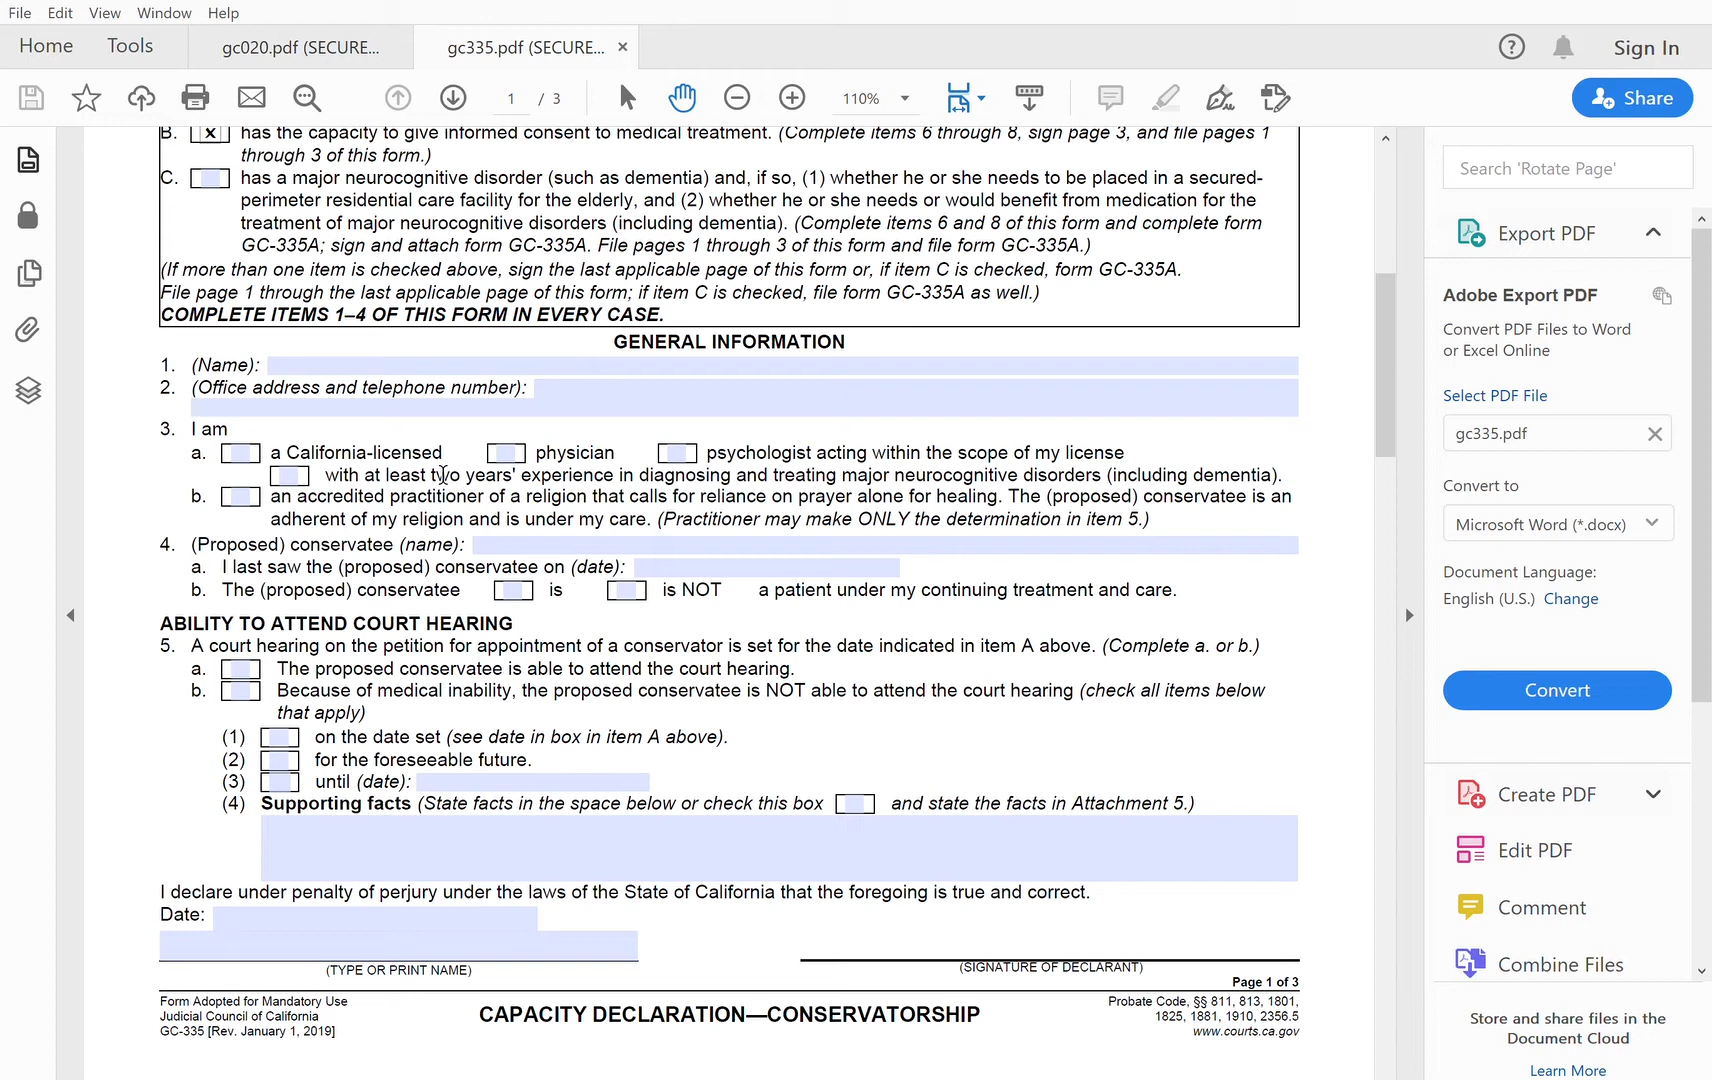 File Edit View Window Help
Home Tools gc020.pdf (SECURE... gc335.pdf (SECURE... × ? Sign In
1 / 3 110% Share
B. x has the capacity to give informed consent to medical treatment. (Complete items 6 through 8, sign page 3, and file pages 1
through 3 of this form.)
C. has a major neurocognitive disorder (such as dementia) and, if so, (1) whether he or she needs to be placed in a secured-
perimeter residential care facility for the elderly, and (2) whether he or she needs or would benefit from medication for the
treatment of major neurocognitive disorders (including dementia). (Complete items 6 and 8 of this form and complete form
GC-335A; sign and attach form GC-335A. File pages 1 through 3 of this form and file form GC-335A.)
(If more than one item is checked above, sign the last applicable page of this form or, if item C is checked, form GC-335A.
File page 1 through the last applicable page of this form; if item C is checked, file form GC-335A as well.)
COMPLETE ITEMS 1–4 OF THIS FORM IN EVERY CASE.
GENERAL INFORMATION
1. (Name):
2. (Office address and telephone number):
3. I am
a. a California-licensed physician psychologist acting within the scope of my license
with at least two years' experience in diagnosing and treating major neurocognitive disorders (including dementia).
b. an accredited practitioner of a religion that calls for reliance on prayer alone for healing. The (proposed) conservatee is an
adherent of my religion and is under my care. (Practitioner may make ONLY the determination in item 5.)
4. (Proposed) conservatee (name):
a. I last saw the (proposed) conservatee on (date):
b. The (proposed) conservatee is is NOT a patient under my continuing treatment and care.
ABILITY TO ATTEND COURT HEARING
5. A court hearing on the petition for appointment of a conservator is set for the date indicated in item A above. (Complete a. or b.)
a. The proposed conservatee is able to attend the court hearing.
b. Because of medical inability, the proposed conservatee is NOT able to attend the court hearing (check all items below
that apply)
(1) on the date set (see date in box in item A above).
(2) for the foreseeable future.
(3) until (date):
(4) Supporting facts (State facts in the space below or check this box and state the facts in Attachment 5.)
I declare under penalty of perjury under the laws of the State of California that the foregoing is true and correct.
Date:
(TYPE OR PRINT NAME) (SIGNATURE OF DECLARANT)
Page 1 of 3
Form Adopted for Mandatory Use
Judicial Council of California
GC-335 [Rev. January 1, 2019]
CAPACITY DECLARATION—CONSERVATORSHIP
Probate Code, §§ 811, 813, 1801,
1825, 1881, 1910, 2356.5
www.courts.ca.gov
Search 'Rotate Page'
Export PDF
Adobe Export PDF
Convert PDF Files to Word
or Excel Online
Select PDF File
gc335.pdf
Convert to
Microsoft Word (*.docx)
Document Language:
English (U.S.) Change
Convert
Create PDF
Edit PDF
Comment
Combine Files
Store and share files in the
Document Cloud
Learn More